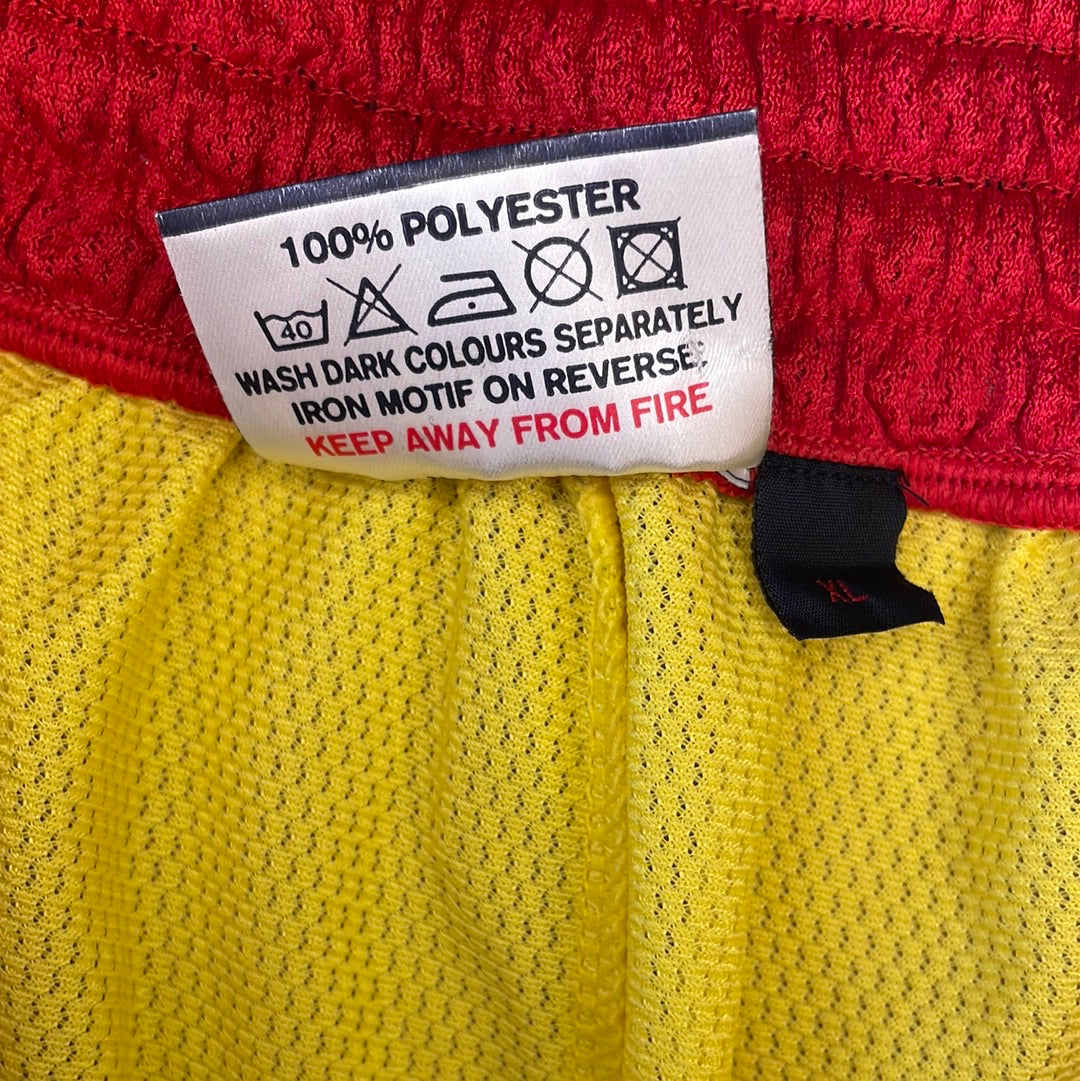 100% POLYESTER
40
WASH DARK COLOURS SEPARATELY
IRON MOTIF ON REVERSE.
KEEP AWAY FROM FIRE
XL